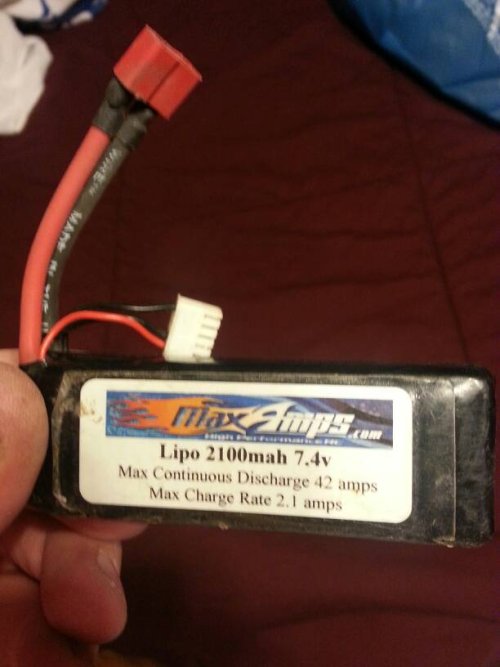 MaxAmps.com
High Performance RC
Lipo 2100mah 7.4v
Max Continuous Discharge 42 amps
Max Charge Rate 2.1 amps